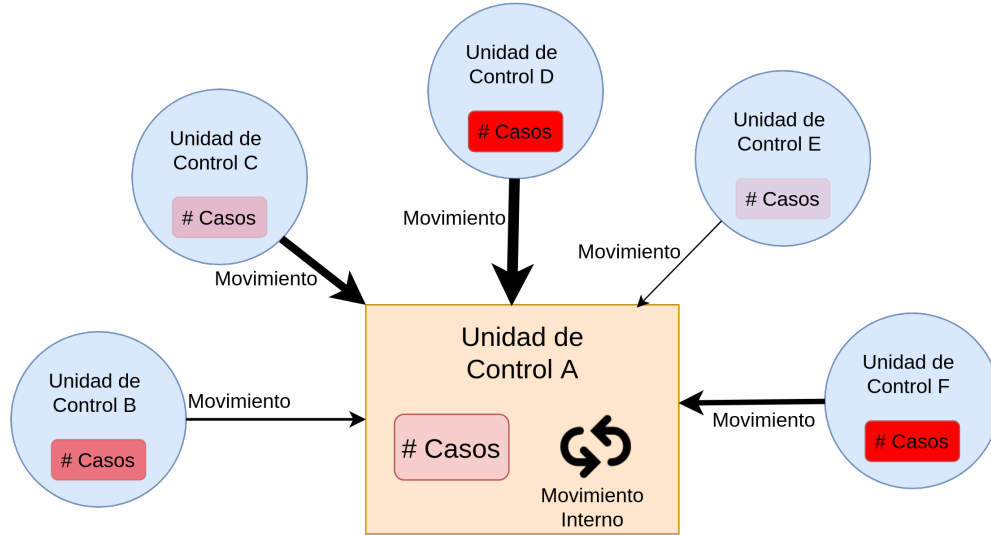 Unidad de
Control D
# Casos
Unidad de
Control C
# Casos
Unidad de
Control E
# Casos
Movimiento
Movimiento
Movimiento
Unidad de
Control B
# Casos
Movimiento
Unidad de
Control A
# Casos
Movimiento
Interno
Unidad de
Control F
# Casos
Movimiento